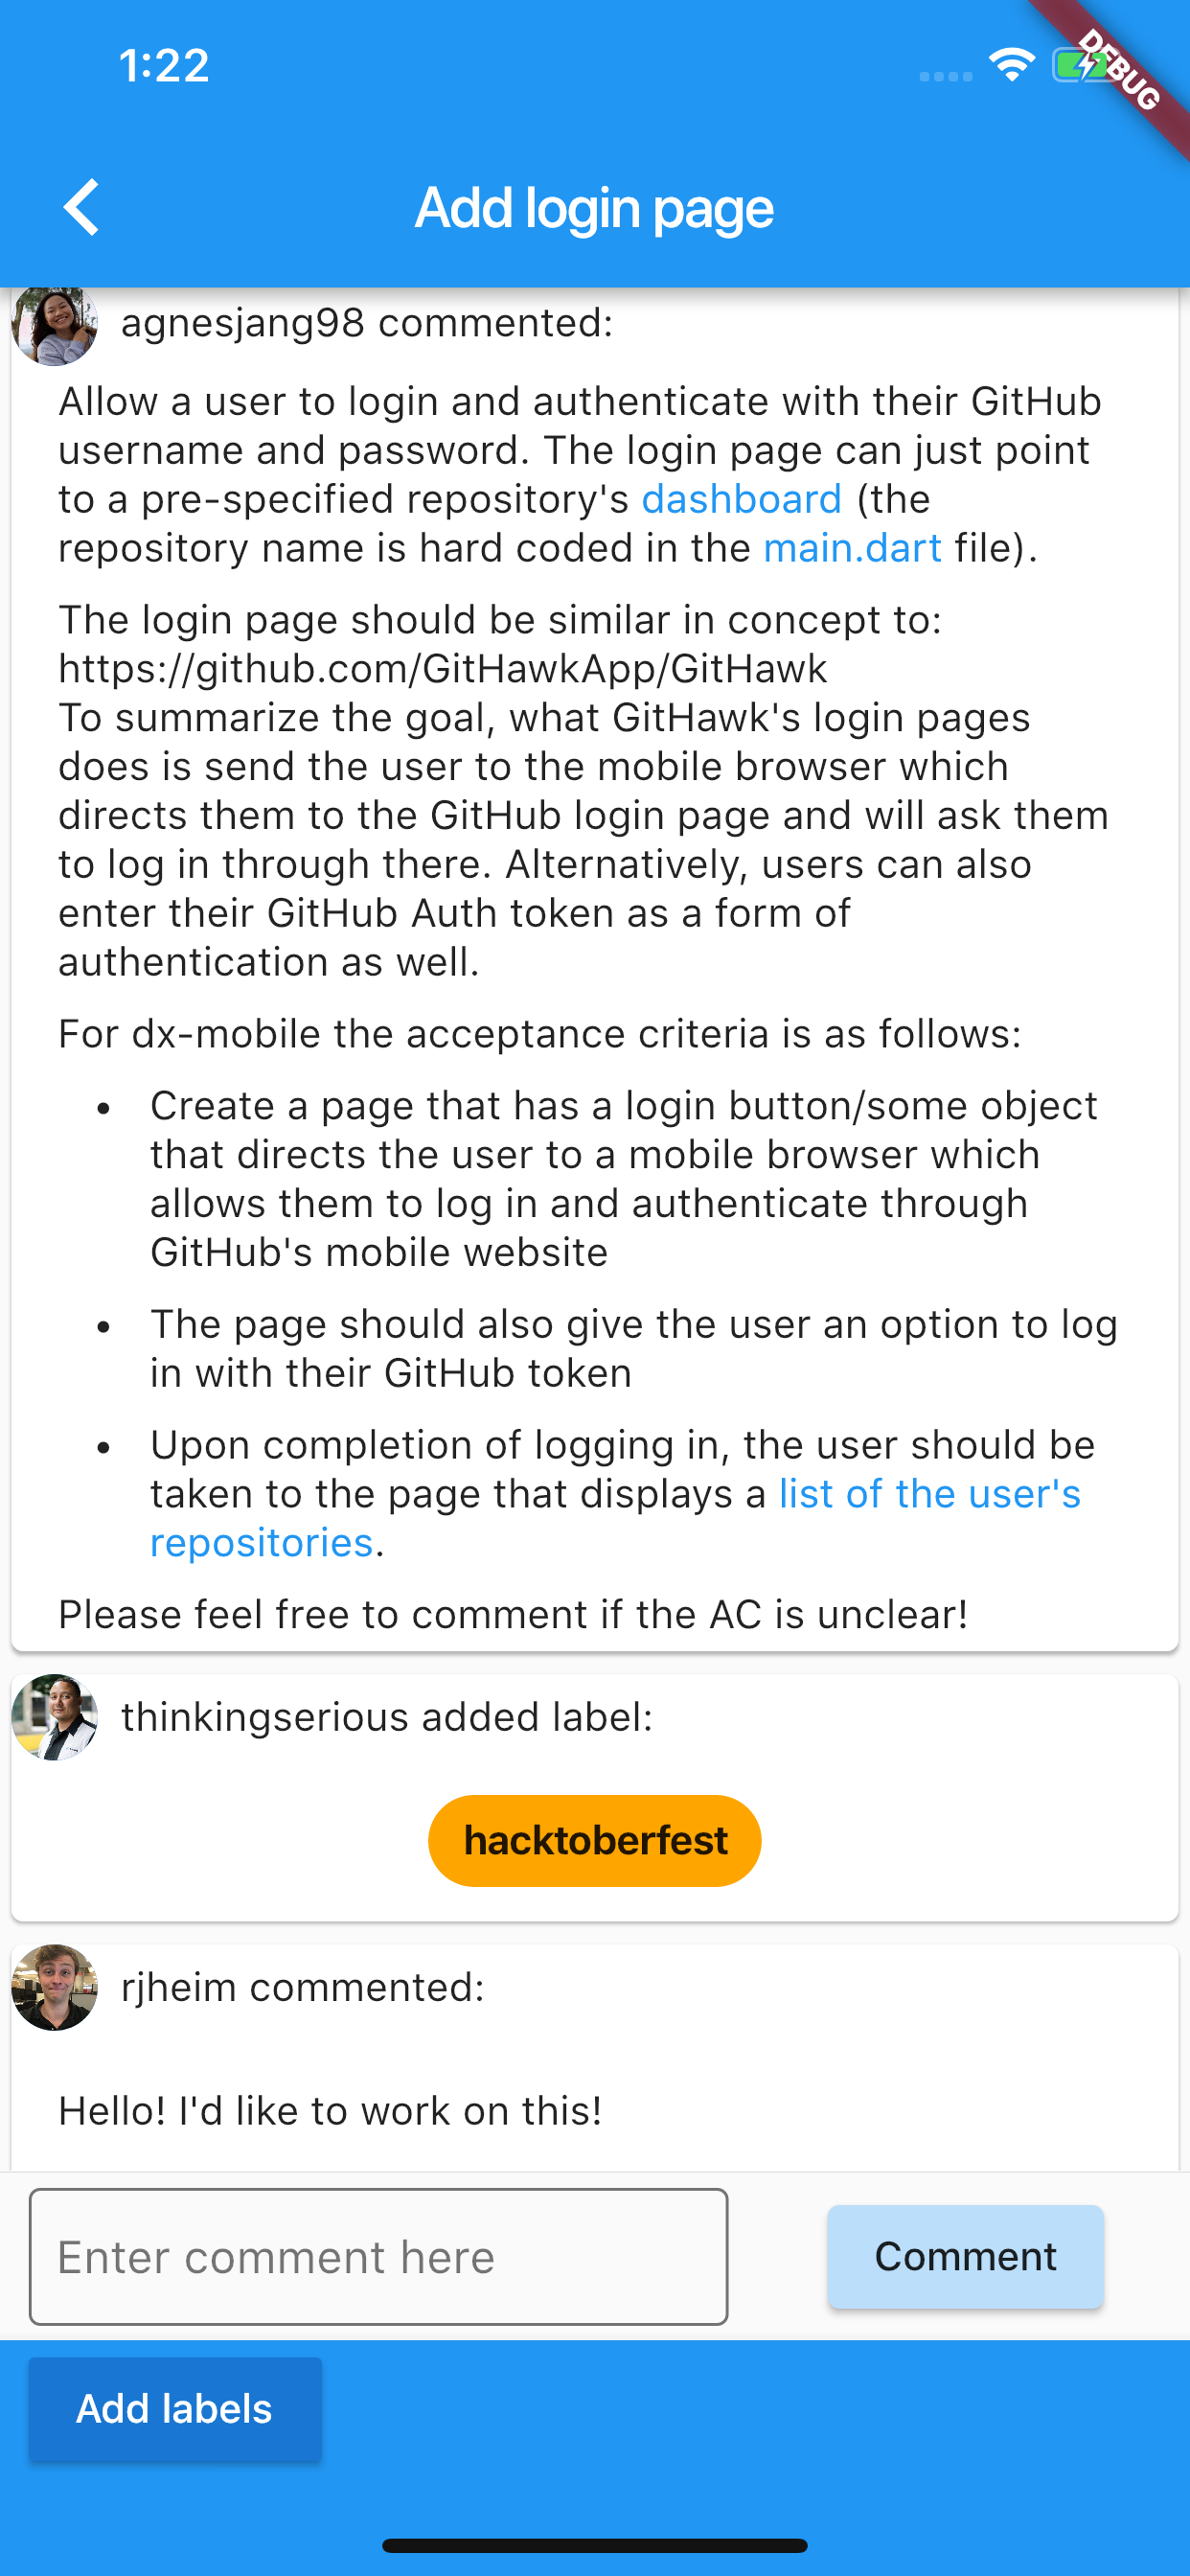 1:22
DEBUG
Add login page
agnesjang98 commented:
Allow a user to login and authenticate with their GitHub
username and password. The login page can just point
to a pre-specified repository's dashboard (the
repository name is hard coded in the main.dart file).
The login page should be similar in concept to:
https://github.com/GitHawkApp/GitHawk
To summarize the goal, what GitHawk's login pages
does is send the user to the mobile browser which
directs them to the GitHub login page and will ask them
to log in through there. Alternatively, users can also
enter their GitHub Auth token as a form of
authentication as well.
For dx-mobile the acceptance criteria is as follows:
• Create a page that has a login button/some object
that directs the user to a mobile browser which
allows them to log in and authenticate through
GitHub's mobile website
• The page should also give the user an option to log
in with their GitHub token
• Upon completion of logging in, the user should be
taken to the page that displays a list of the user's
repositories.
Please feel free to comment if the AC is unclear!
thinkingserious added label:
hacktoberfest
rjheim commented:
Hello! I'd like to work on this!
Enter comment here
Comment
Add labels